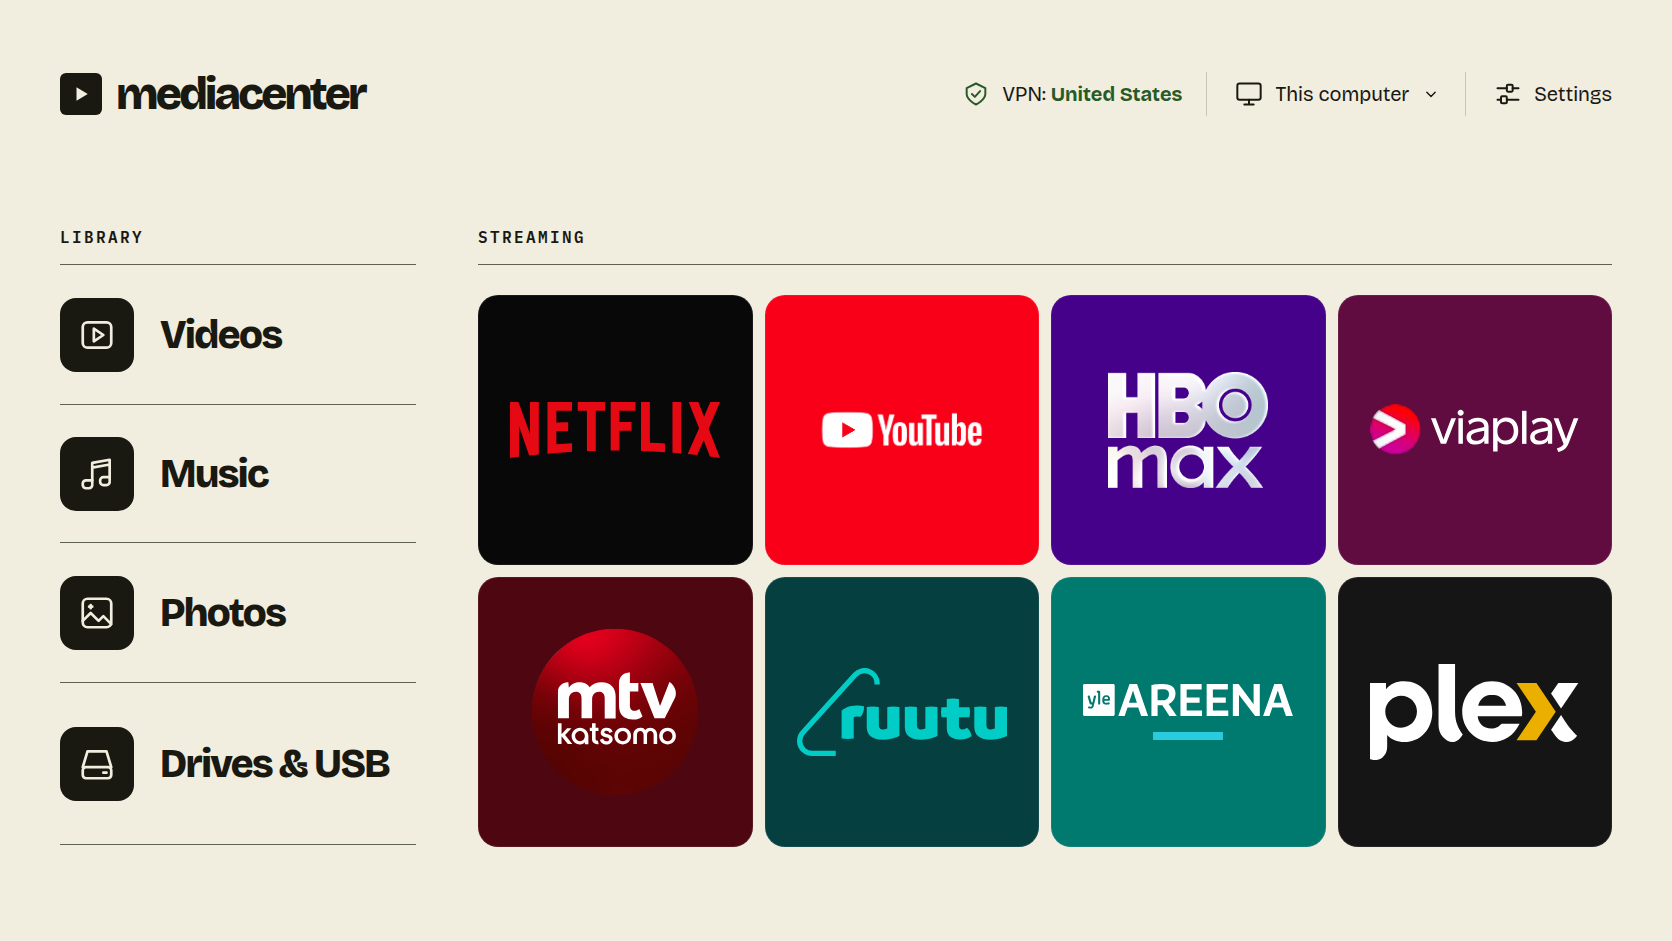 mediacenter
VPN: United States
This computer
Settings
LIBRARY
Videos
Music
Photos
Drives & USB
STREAMING
NETFLIX
YouTube
HBO
max
viaplay
mtv
katsomo
ruutu
yle AREENA
plex